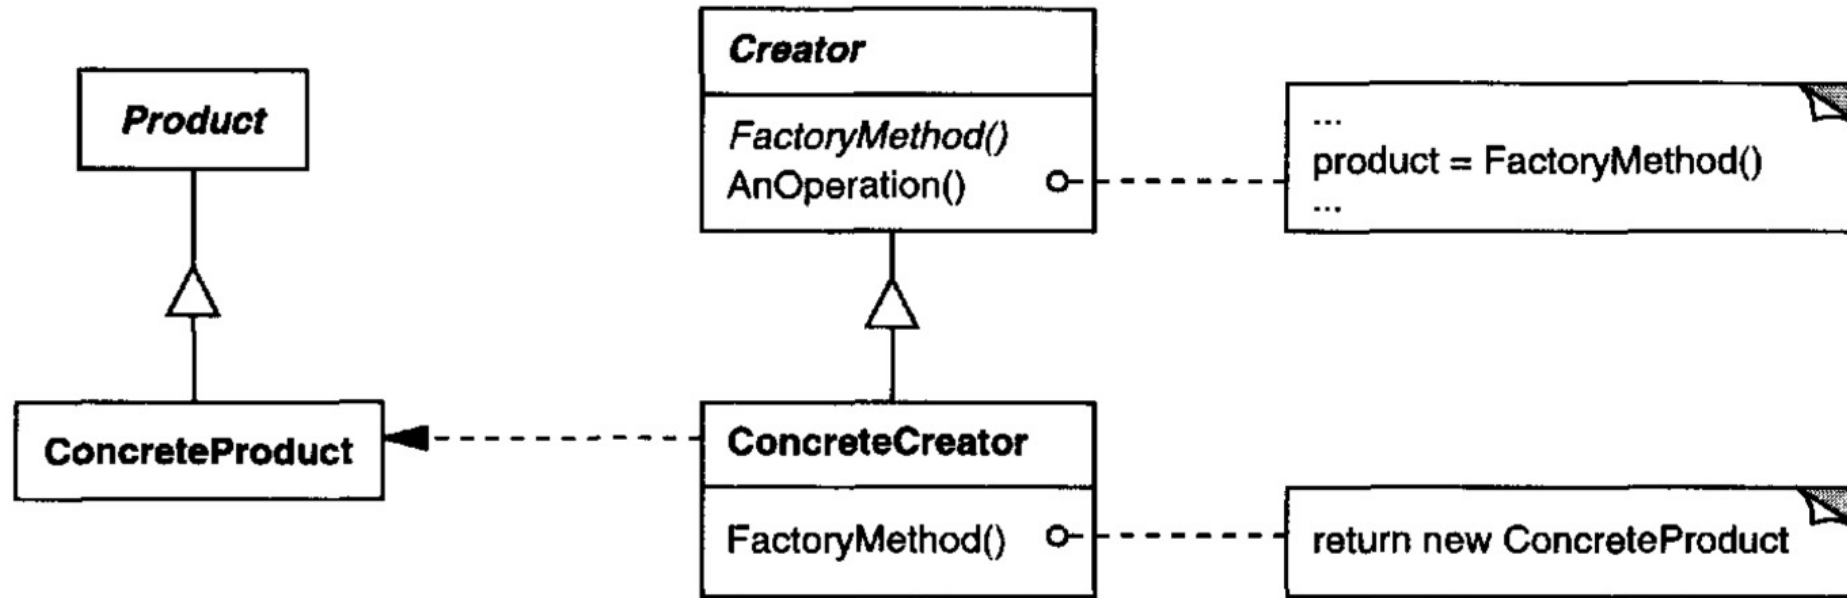 Product
ConcreteProduct
Creator
FactoryMethod()
AnOperation()
...
product = FactoryMethod()
...
ConcreteCreator
FactoryMethod()
return new ConcreteProduct